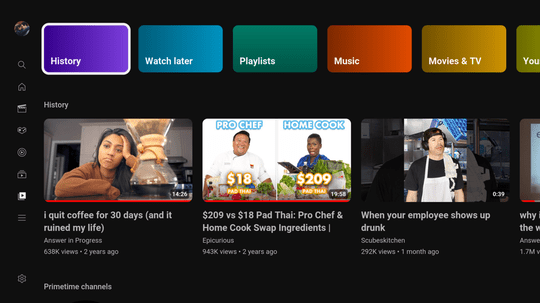 History
Watch later
Playlists
Music
Movies & TV
You
History
14:26
PRO CHEF
HOME COOK
$18
PAD THAI
$209
PAD THAI
19:58
0:39
i quit coffee for 30 days (and it
ruined my life)
Answer in Progress
638K views • 2 years ago
$209 vs $18 Pad Thai: Pro Chef &
Home Cook Swap Ingredients |
Epicurious
943K views • 2 years ago
When your employee shows up
drunk
Scubeskitchen
292K views • 1 month ago
why i
the w
Answe
1.7M v
Primetime channels